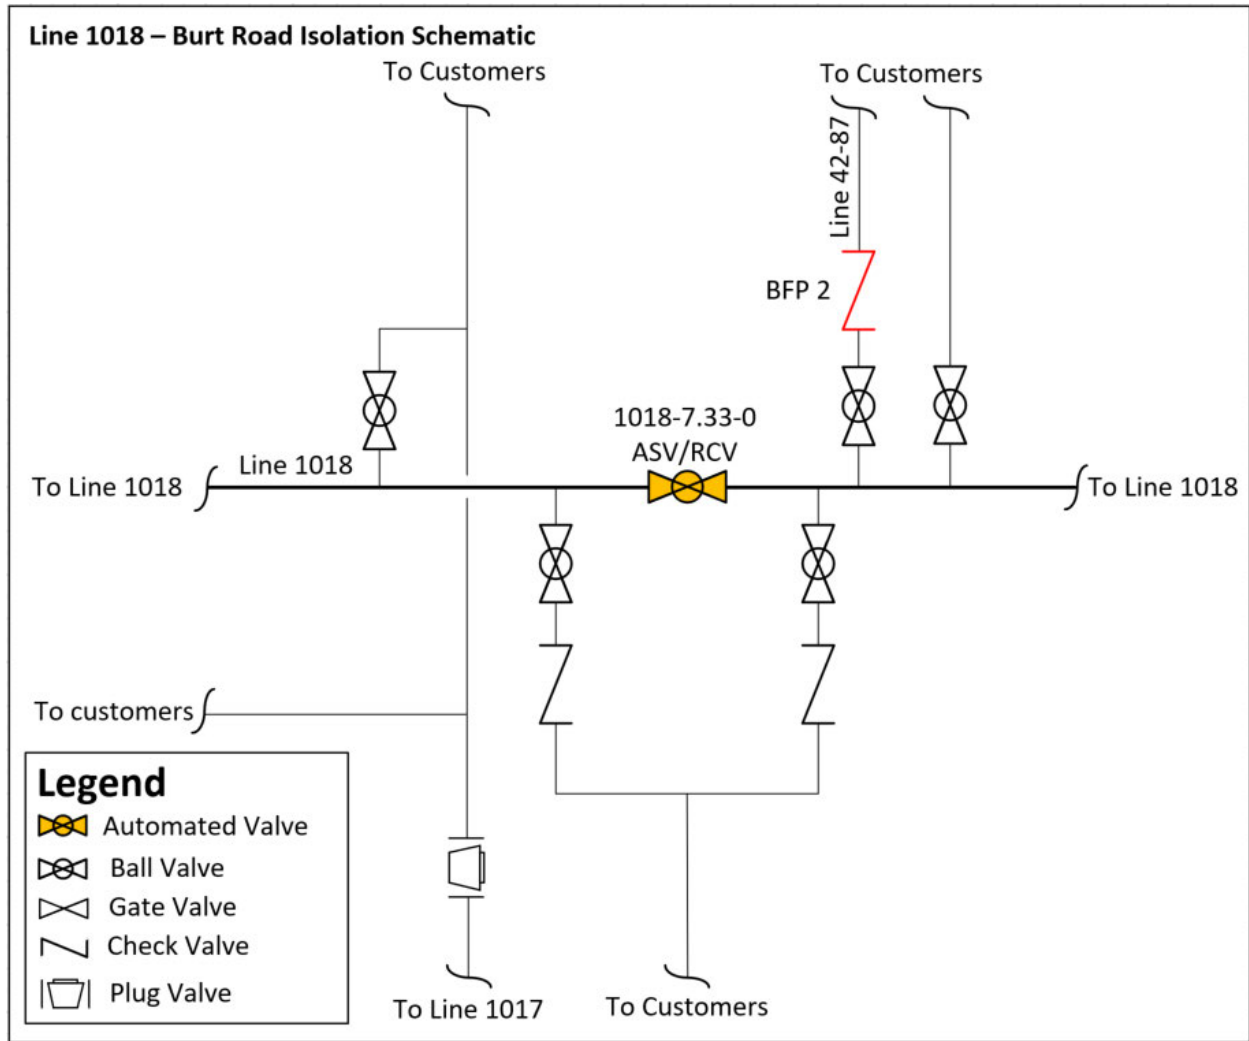 Line 1018 – Burt Road Isolation Schematic
To Customers
To Customers
Line 42-87
BFP 2
1018-7.33-0
ASV/RCV
Line 1018
To Line 1018
To Line 1018
To customers
Legend
Automated Valve
Ball Valve
Gate Valve
Check Valve
Plug Valve
To Line 1017
To Customers